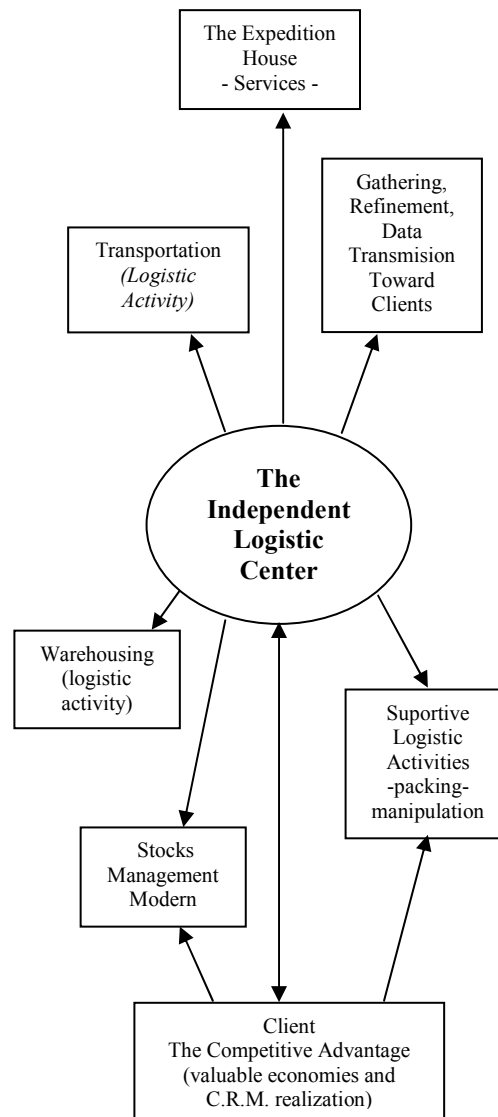 The Expedition
House
- Services -
Gathering,
Refinement,
Data
Transmision
Toward
Clients
Transportation
(Logistic
Activity)
The
Independent
Logistic
Center
Warehousing
(logistic
activity)
Suportive
Logistic
Activities
-packing-
manipulation
Stocks
Management
Modern
Client
The Competitive Advantage
(valuable economies and
C.R.M. realization)